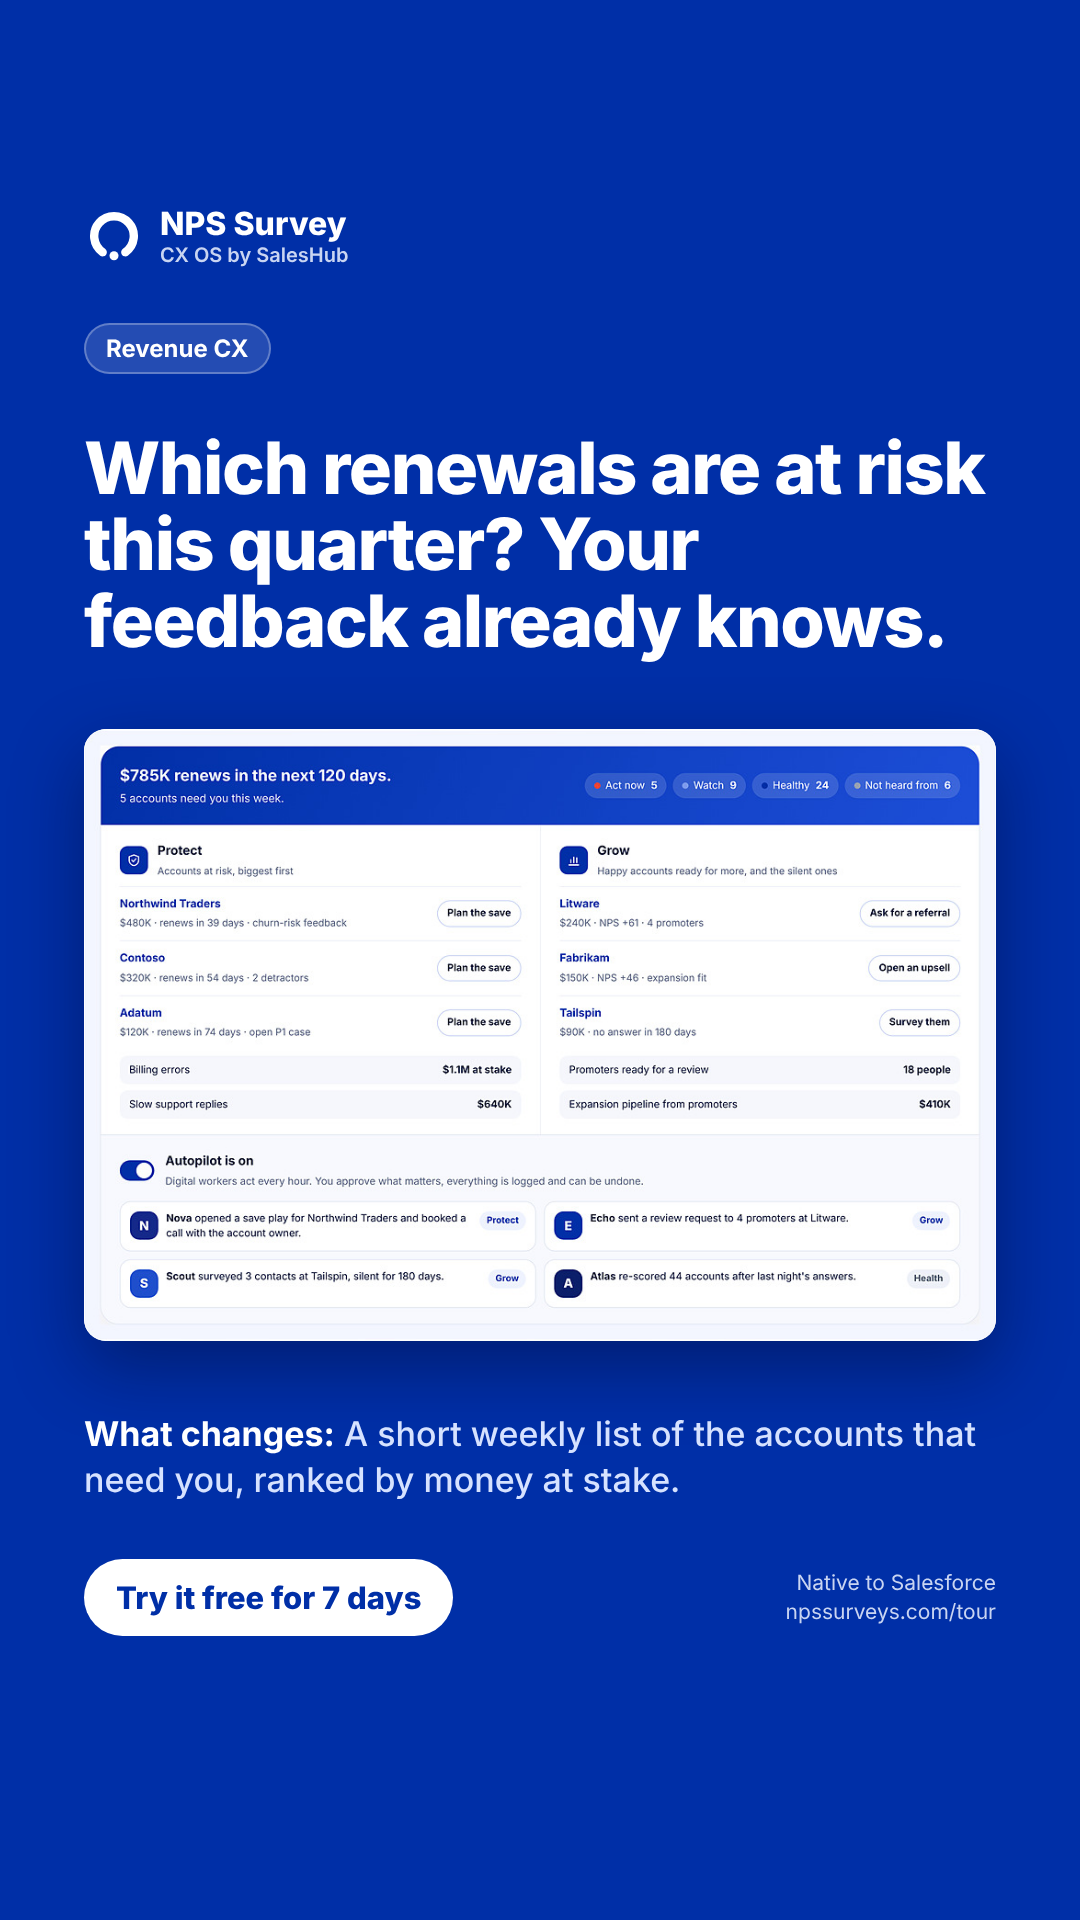 NPS Survey
CX OS by SalesHub
Revenue CX
Which renewals are at risk
this quarter? Your
feedback already knows.
$785K renews in the next 120 days.
5 accounts need you this week.
Act now 5
Watch 9
Healthy 24
Not heard from 6
Protect
Accounts at risk, biggest first
Northwind Traders
$480K · renews in 39 days · churn-risk feedback
Plan the save
Contoso
$320K · renews in 54 days · 2 detractors
Plan the save
Adatum
$120K · renews in 74 days · open P1 case
Plan the save
Billing errors
$1.1M at stake
Slow support replies
$640K
Grow
Happy accounts ready for more, and the silent ones
Litware
$240K · NPS +61 · 4 promoters
Ask for a referral
Fabrikam
$150K · NPS +46 · expansion fit
Open an upsell
Tailspin
$90K · no answer in 180 days
Survey them
Promoters ready for a review
18 people
Expansion pipeline from promoters
$410K
Autopilot is on
Digital workers act every hour. You approve what matters, everything is logged and can be undone.
N
Nova opened a save play for Northwind Traders and booked a
call with the account owner.
Protect
E
Echo sent a review request to 4 promoters at Litware.
Grow
S
Scout surveyed 3 contacts at Tailspin, silent for 180 days.
Grow
A
Atlas re-scored 44 accounts after last night's answers.
Health
What changes: A short weekly list of the accounts that
need you, ranked by money at stake.
Try it free for 7 days
Native to Salesforce
npssurveys.com/tour